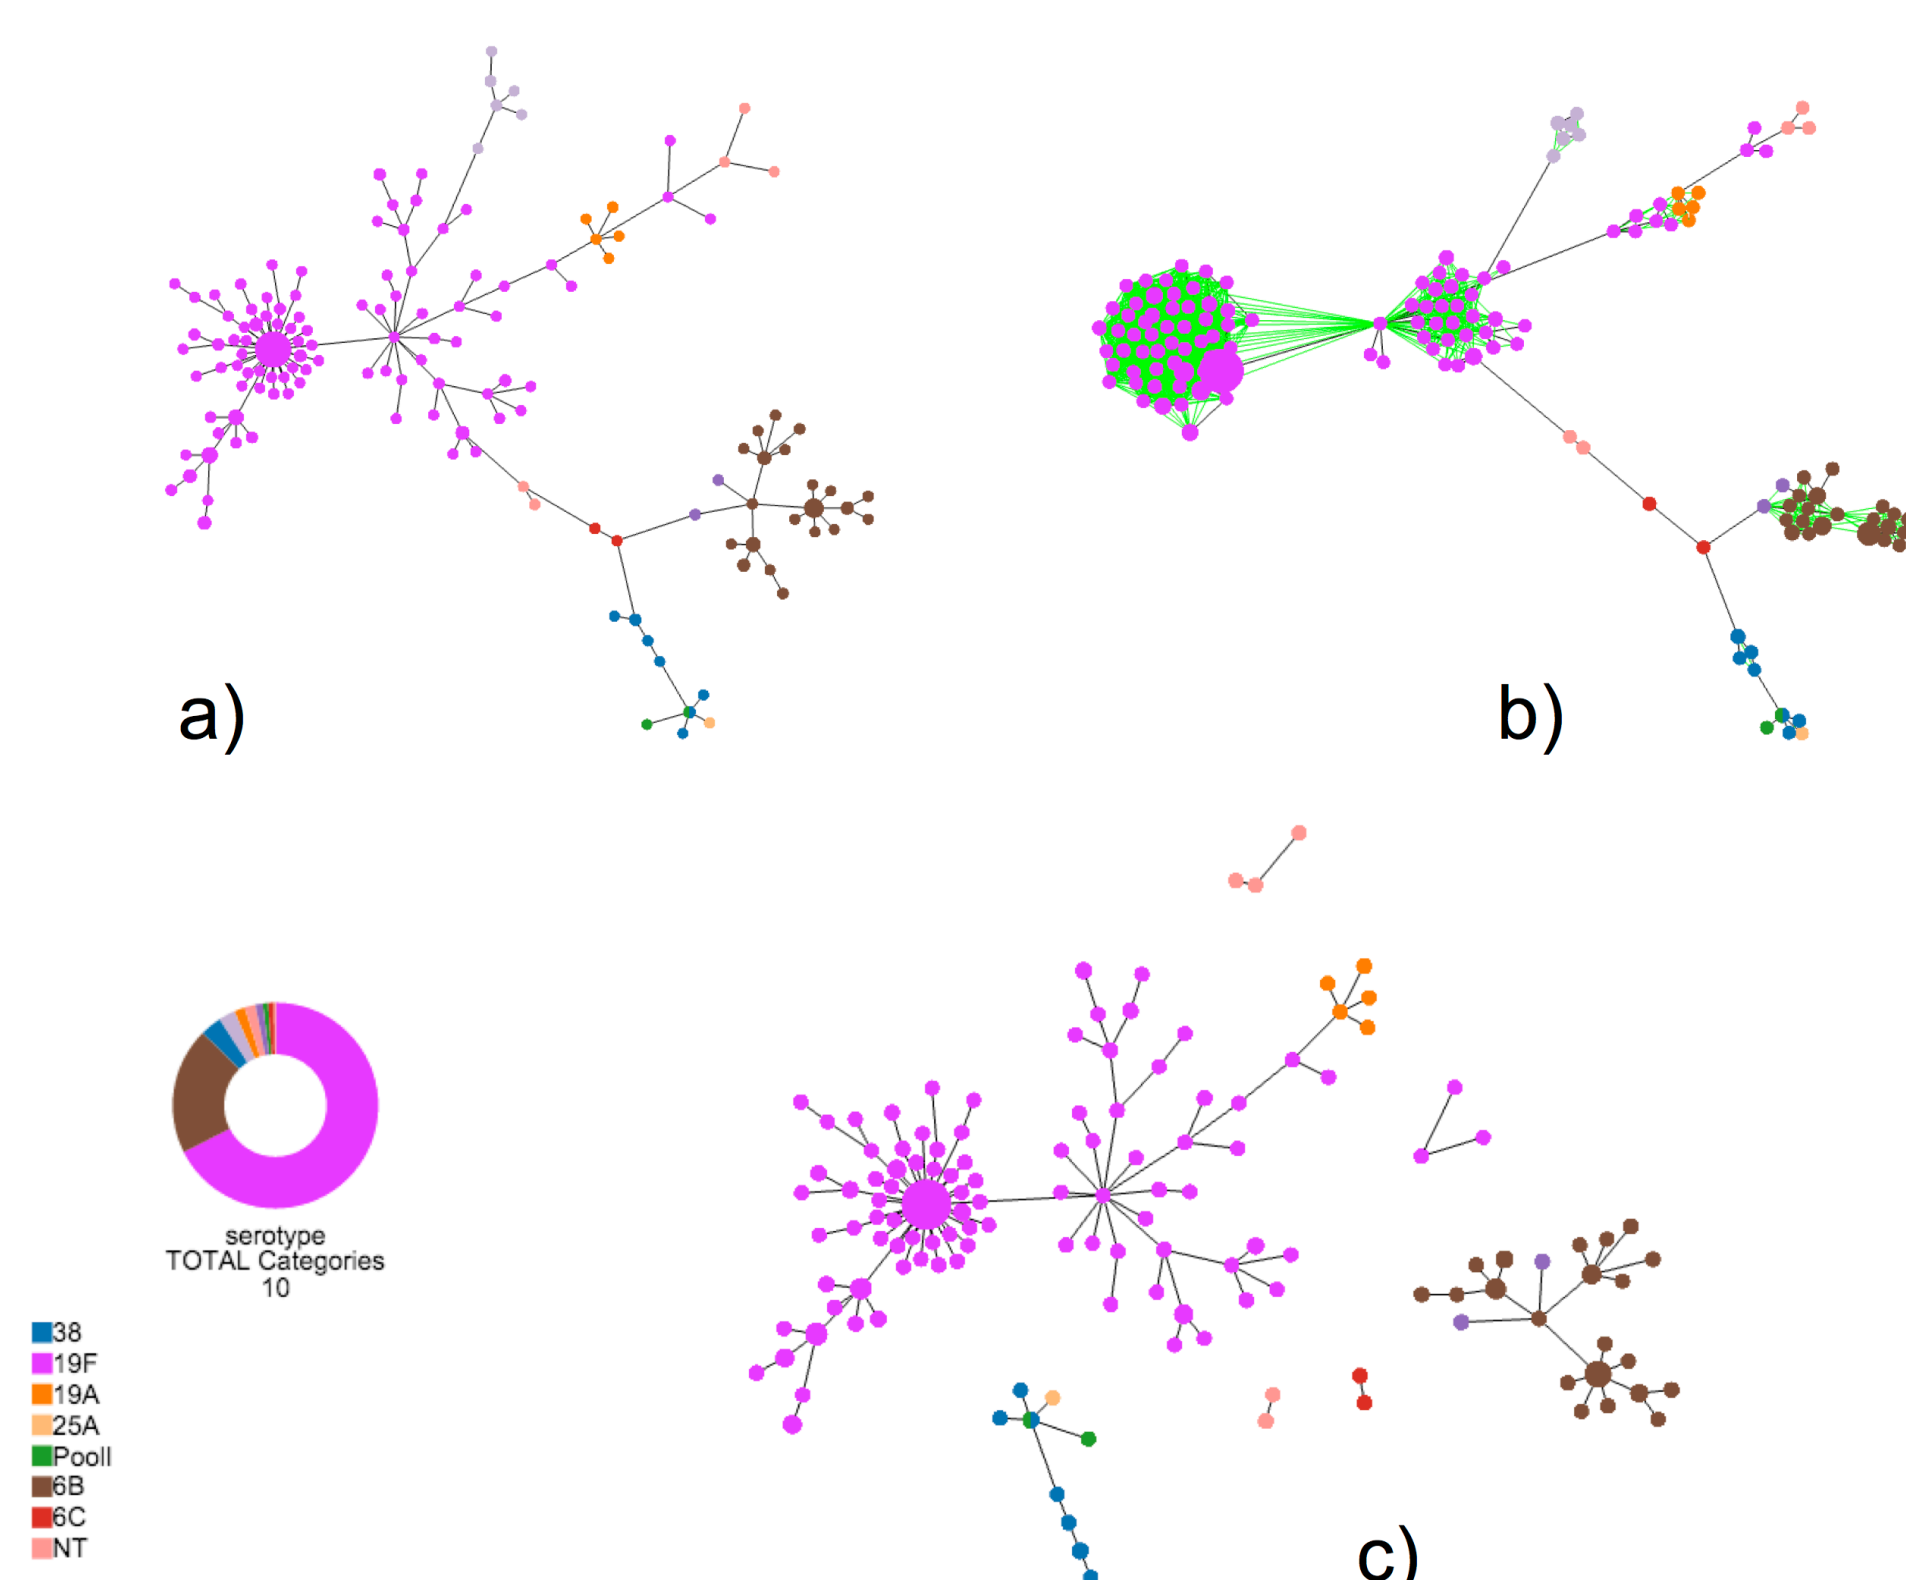 a)
b)
serotype
TOTAL Categories
10
38
19F
19A
25A
PoolI
6B
6C
NT
c)